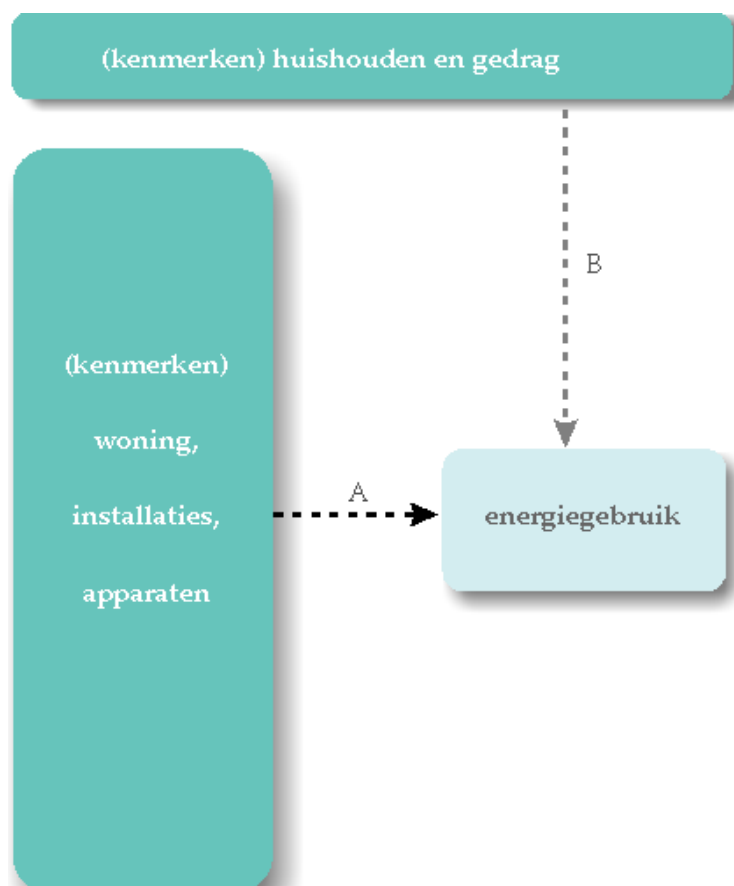 (kenmerken) huishouden en gedrag
B
(kenmerken)
woning,
installaties,
apparaten
A
energiegebruik